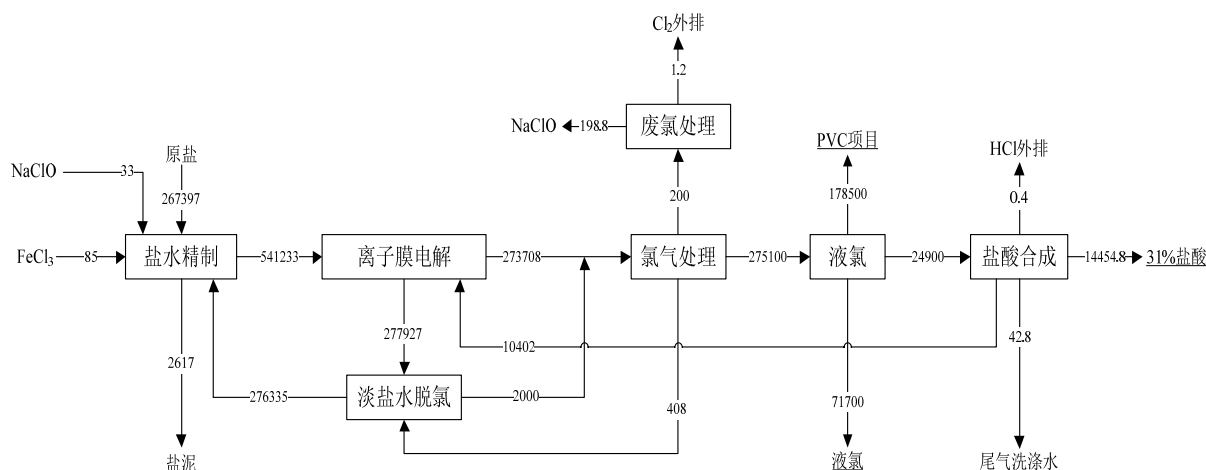 Cl₂外排
1.2
NaClO
198.8
废氯处理
原盐
PVC项目
HCl外排
NaClO
33
267397
200
178500
0.4
FeCl₃
85
盐水精制
541233
离子膜电解
273708
氯气处理
275100
液氯
24900
盐酸合成
14454.8
31%盐酸
277927
10402
42.8
2617
276335
淡盐水脱氯
2000
408
71700
盐泥
液氯
尾气洗涤水